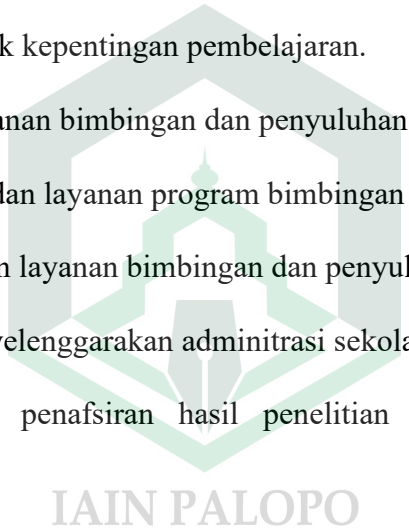 k kepentingan pembelajaran.
anan bimbingan dan penyuluhan
dan layanan program bimbingan
n layanan bimbingan dan penyul
yelenggarakan adminitrasi sekola
penafsiran hasil penelitian
IAIN PALOPO